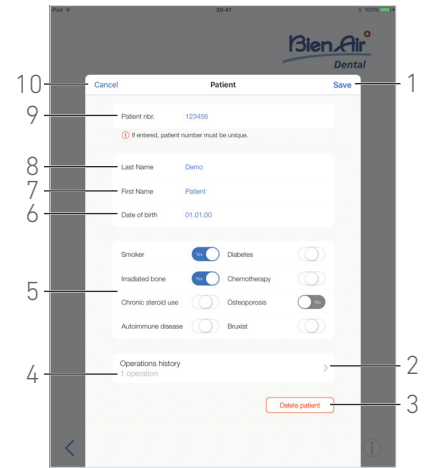 iPad 20:41 100%
Bien Air
Dental
10 Cancel Patient Save 1
9 Patient nbr. 123456
If entered, patient number must be unique.
8 Last Name Demo
7 First Name Patient
6 Date of birth 01.01.00
Smoker Yes Diabetes
Irradiated bone Yes Chemotherapy
5
Chronic steroid use Osteoporosis No
Autoimmune disease Bruxist
Operations history 2
4 1 operation
Delete patient 3